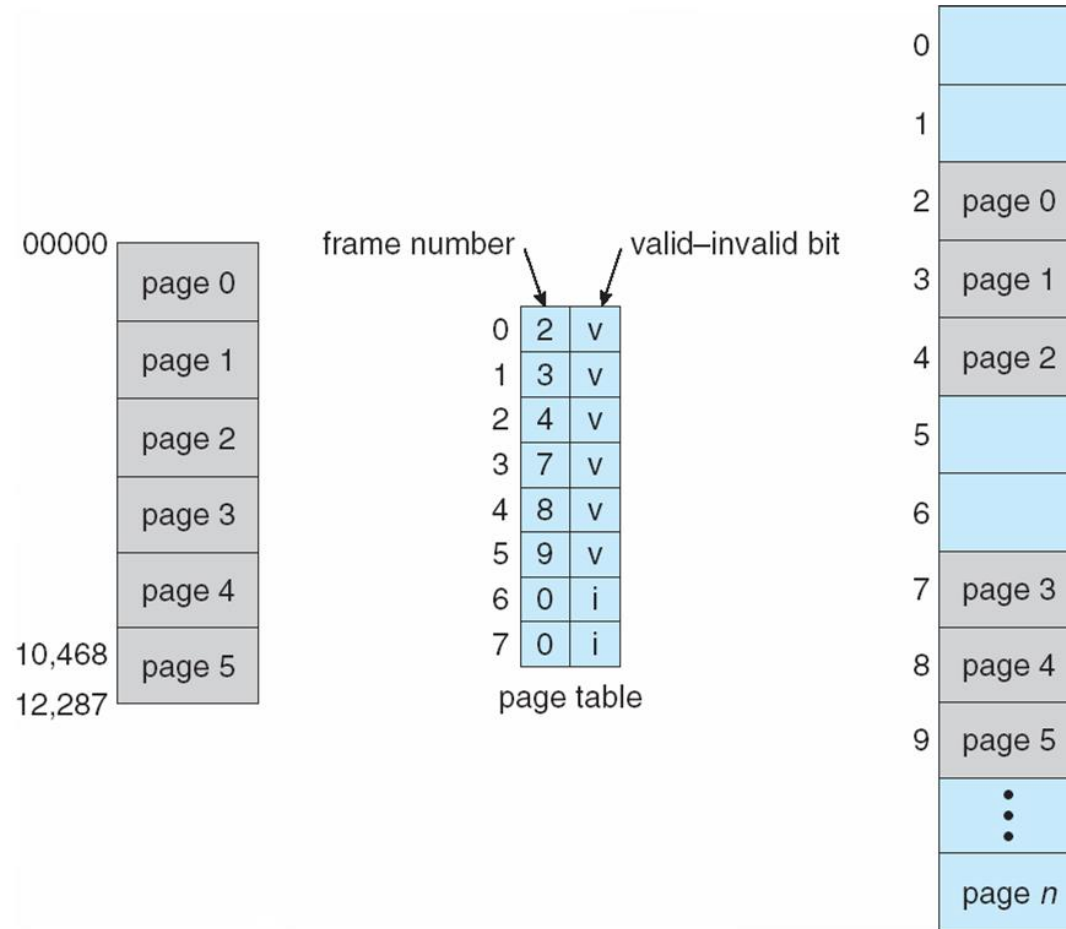 00000
page 0
page 1
page 2
page 3
page 4
10,468
page 5
12,287
frame number
valid–invalid bit
0 2 v
1 3 v
2 4 v
3 7 v
4 8 v
5 9 v
6 0 i
7 0 i
page table
0
1
2 page 0
3 page 1
4 page 2
5
6
7 page 3
8 page 4
9 page 5
page n